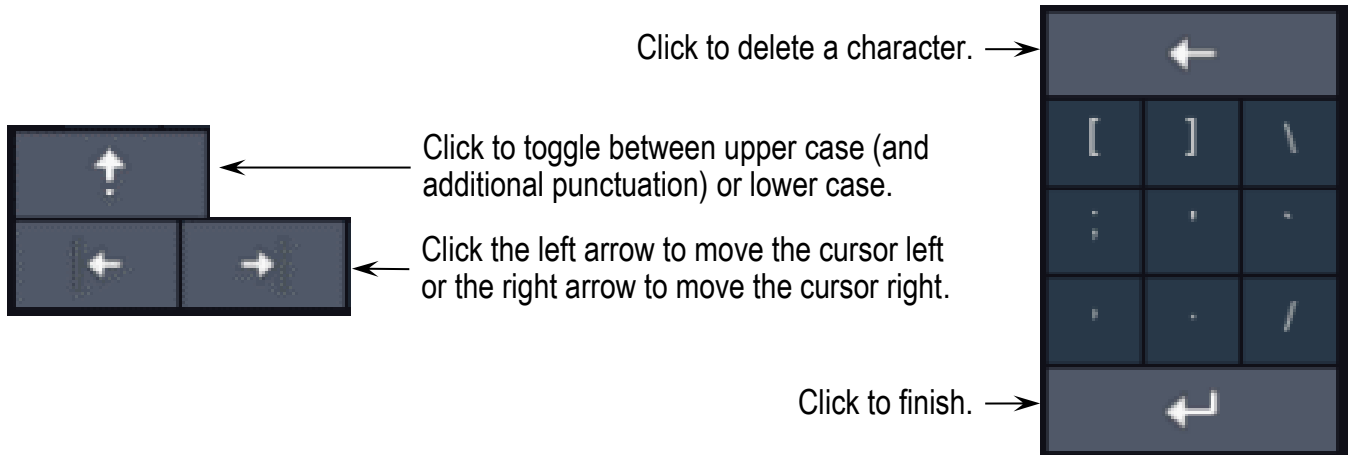 Click to delete a character.
[ ] \
Click to toggle between upper case (and
additional punctuation) or lower case.
; ' `
Click the left arrow to move the cursor left
or the right arrow to move the cursor right.
, . /
Click to finish.